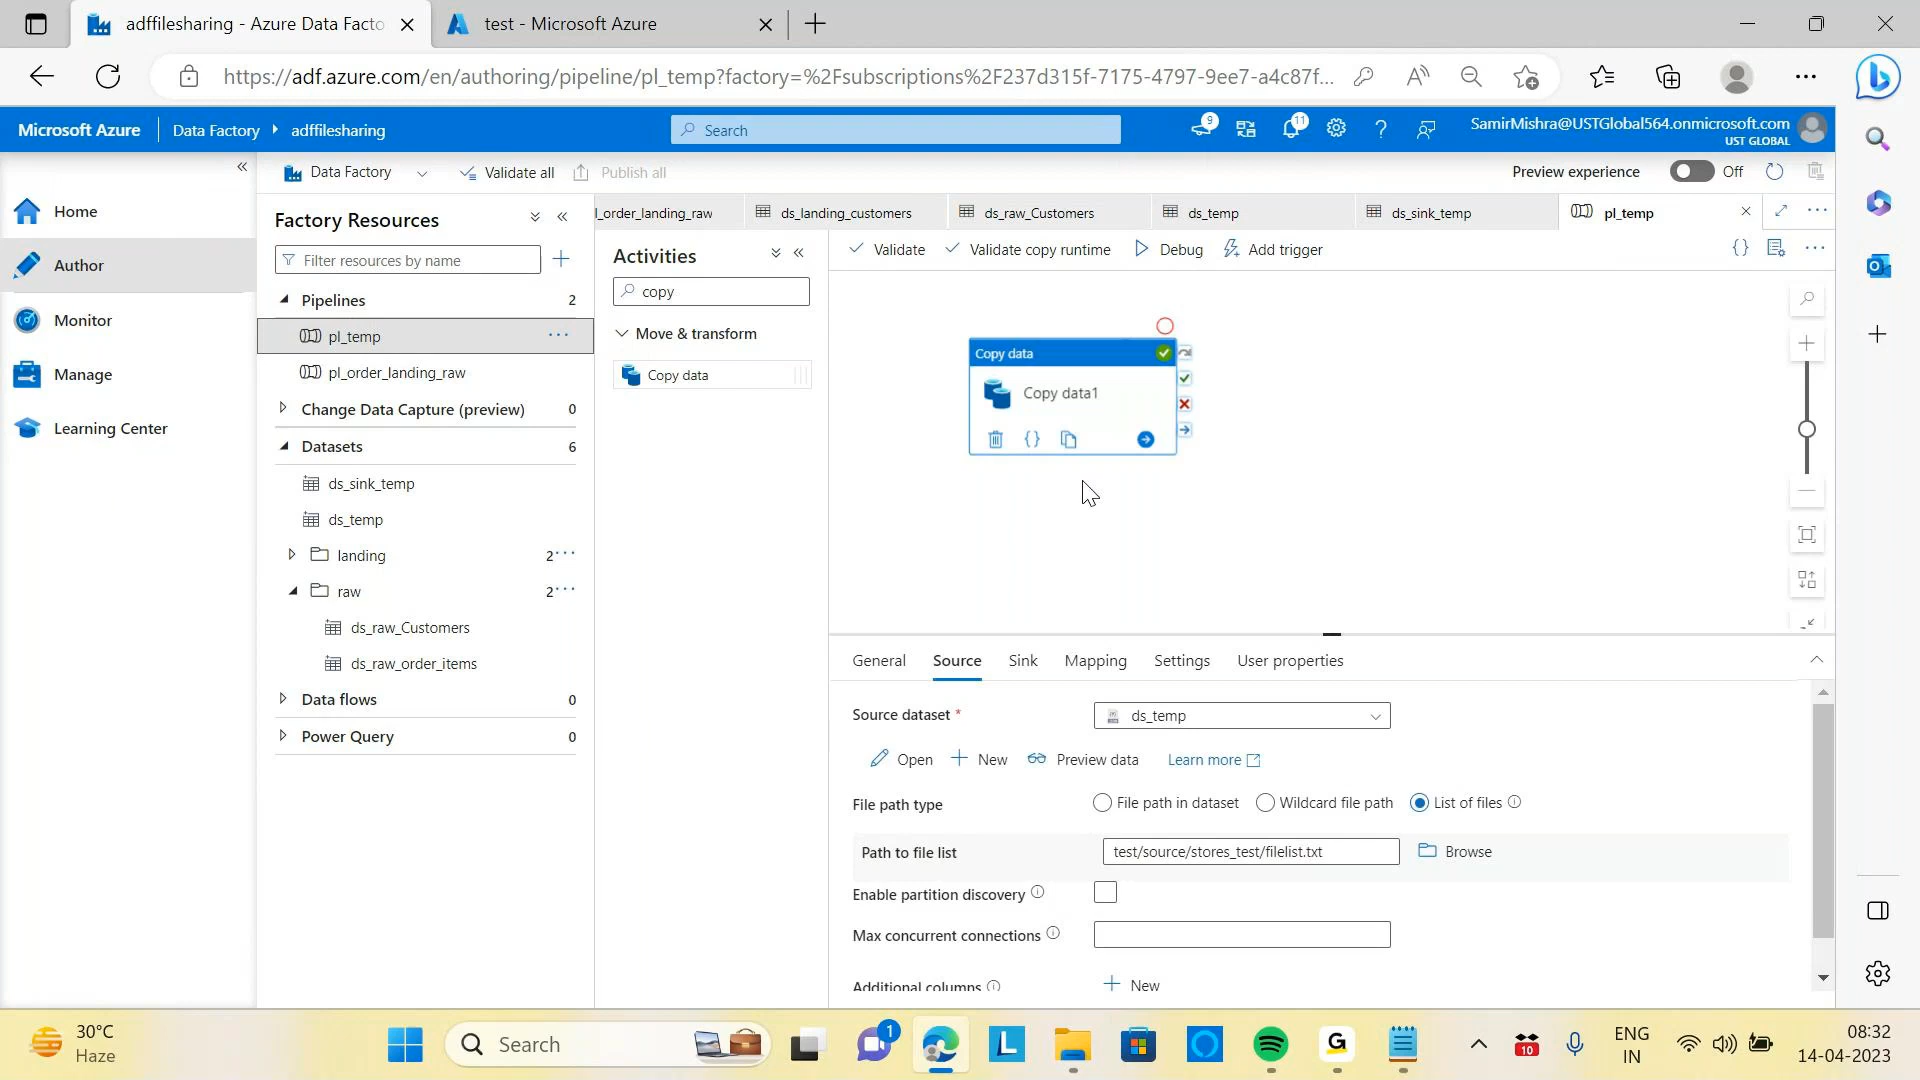 adffilesharing - Azure Data Facto
test - Microsoft Azure
https://adf.azure.com/en/authoring/pipeline/pl_temp?factory=%2Fsubscriptions%2F237d315f-7175-4797-9ee7-a4c87f...
Microsoft Azure
Data Factory
adffilesharing
Search
9
11
SamirMishra@USTGlobal564.onmicrosoft.com
UST GLOBAL
Data Factory
Validate all
Publish all
Preview experience
Off
Home
Author
Monitor
Manage
Learning Center
Factory Resources
Filter resources by name
Pipelines 2
pl_temp
pl_order_landing_raw
Change Data Capture (preview) 0
Datasets 6
ds_sink_temp
ds_temp
landing 2
raw 2
ds_raw_Customers
ds_raw_order_items
Data flows 0
Power Query 0
l_order_landing_raw
ds_landing_customers
ds_raw_Customers
ds_temp
ds_sink_temp
pl_temp
Activities
copy
Move & transform
Copy data
Validate
Validate copy runtime
Debug
Add trigger
Copy data
Copy data1
General
Source
Sink
Mapping
Settings
User properties
Source dataset *
ds_temp
Open
New
Preview data
Learn more
File path type
File path in dataset
Wildcard file path
List of files
Path to file list
test/source/stores_test/filelist.txt
Browse
Enable partition discovery
Max concurrent connections
Additional columns
New
30°C
Haze
Search
1
10
ENG
IN
08:32
14-04-2023